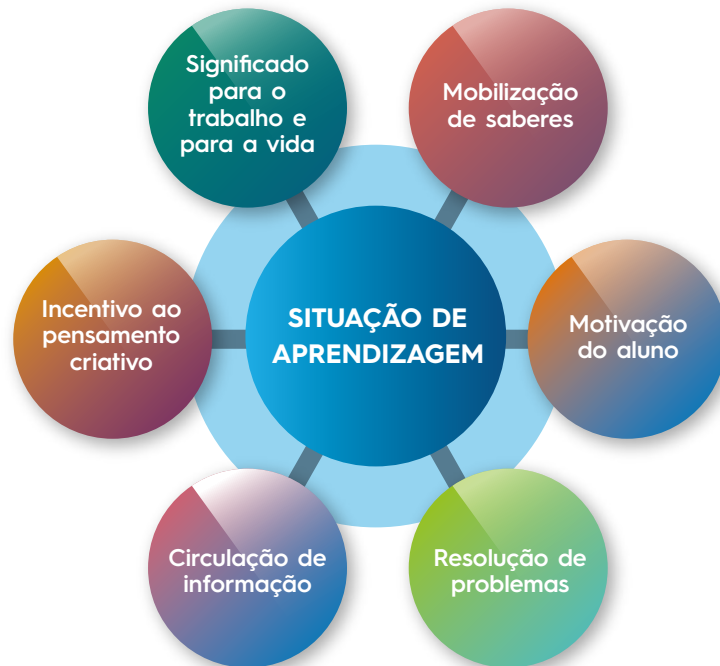 Significado
para o
trabalho e
para a vida
Mobilização
de saberes
Incentivo ao
pensamento
criativo
SITUAÇÃO DE
APRENDIZAGEM
Motivação
do aluno
Circulação de
informação
Resolução de
problemas